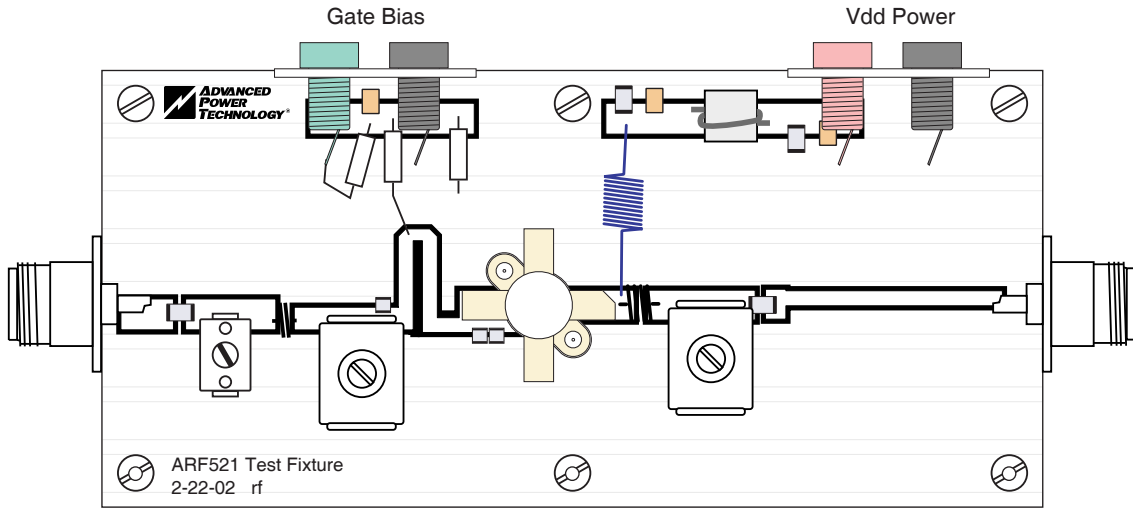 Gate Bias
Vdd Power
ADVANCED
POWER
TECHNOLOGY®
ARF521 Test Fixture
2-22-02 rf